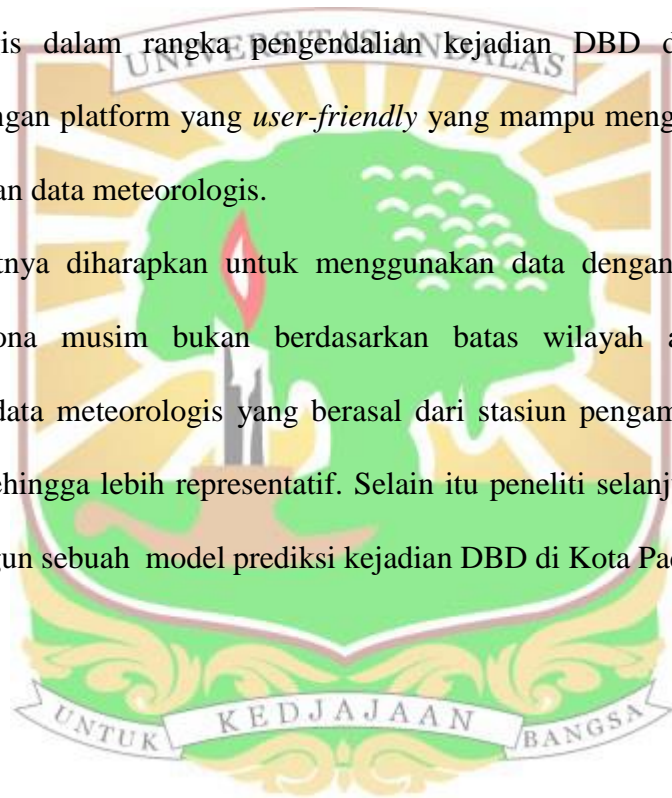 UNIVERSITAS ANDALAS
is dalam rangka pengendalian kejadian DBD d
ngan platform yang user-friendly yang mampu meng
an data meteorologis.
tnya diharapkan untuk menggunakan data dengan
ona musim bukan berdasarkan batas wilayah a
data meteorologis yang berasal dari stasiun pengam
ehingga lebih representatif. Selain itu peneliti selanj
gun sebuah model prediksi kejadian DBD di Kota Pa
UNTUK KEDJAJAAN BANGSA